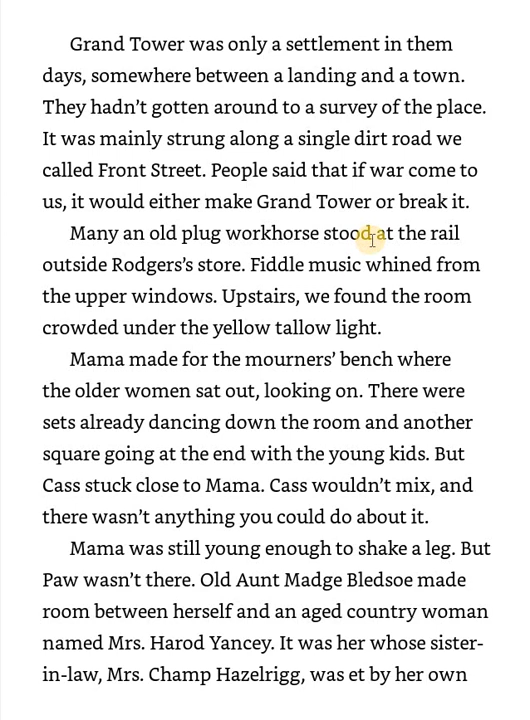 Grand Tower was only a settlement in them
days, somewhere between a landing and a town.
They hadn’t gotten around to a survey of the place.
It was mainly strung along a single dirt road we
called Front Street. People said that if war come to
us, it would either make Grand Tower or break it.
Many an old plug workhorse stood at the rail
outside Rodgers’s store. Fiddle music whined from
the upper windows. Upstairs, we found the room
crowded under the yellow tallow light.
Mama made for the mourners’ bench where
the older women sat out, looking on. There were
sets already dancing down the room and another
square going at the end with the young kids. But
Cass stuck close to Mama. Cass wouldn’t mix, and
there wasn’t anything you could do about it.
Mama was still young enough to shake a leg. But
Paw wasn’t there. Old Aunt Madge Bledsoe made
room between herself and an aged country woman
named Mrs. Harod Yancey. It was her whose sister-
in-law, Mrs. Champ Hazelrigg, was et by her own